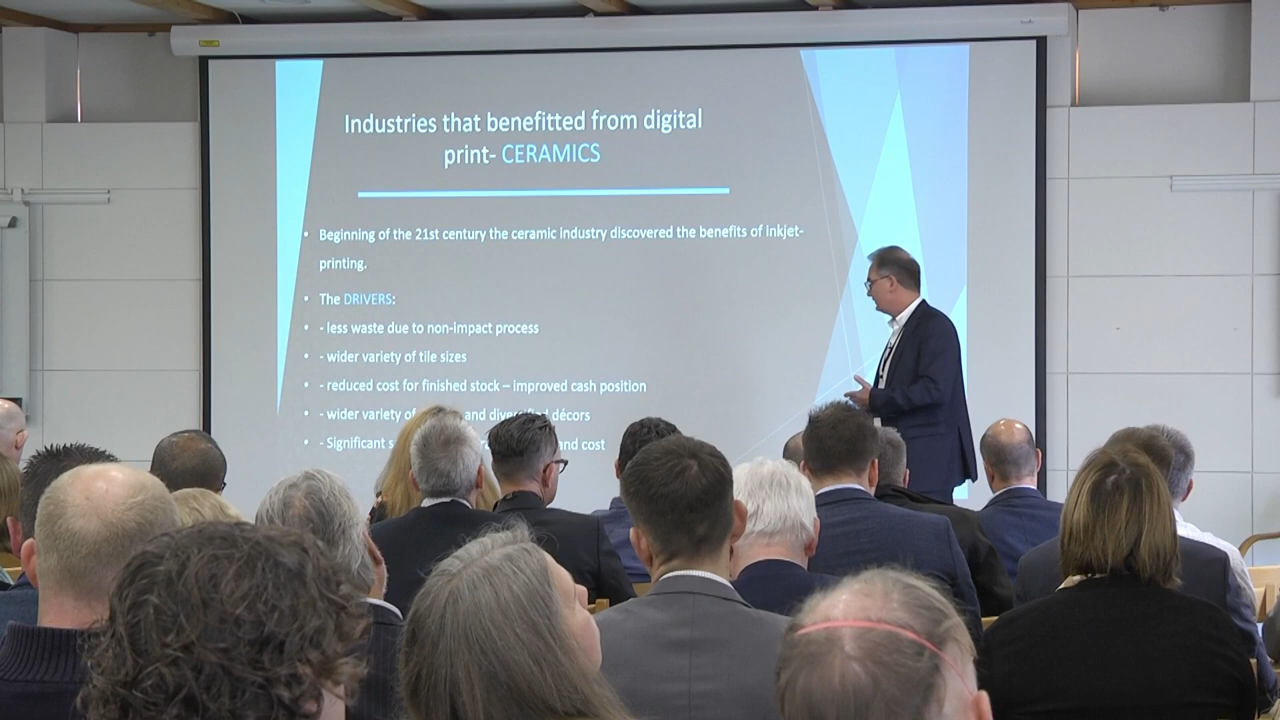 Industries that benefitted from digital
print- CERAMICS
• Beginning of the 21st century the ceramic industry discovered the benefits of inkjet-
printing.
• The DRIVERS:
• - less waste due to non-impact process
• - wider variety of tile sizes
• - reduced cost for finished stock – improved cash position
• - wider variety of and diversified décors
• - Significant and cost